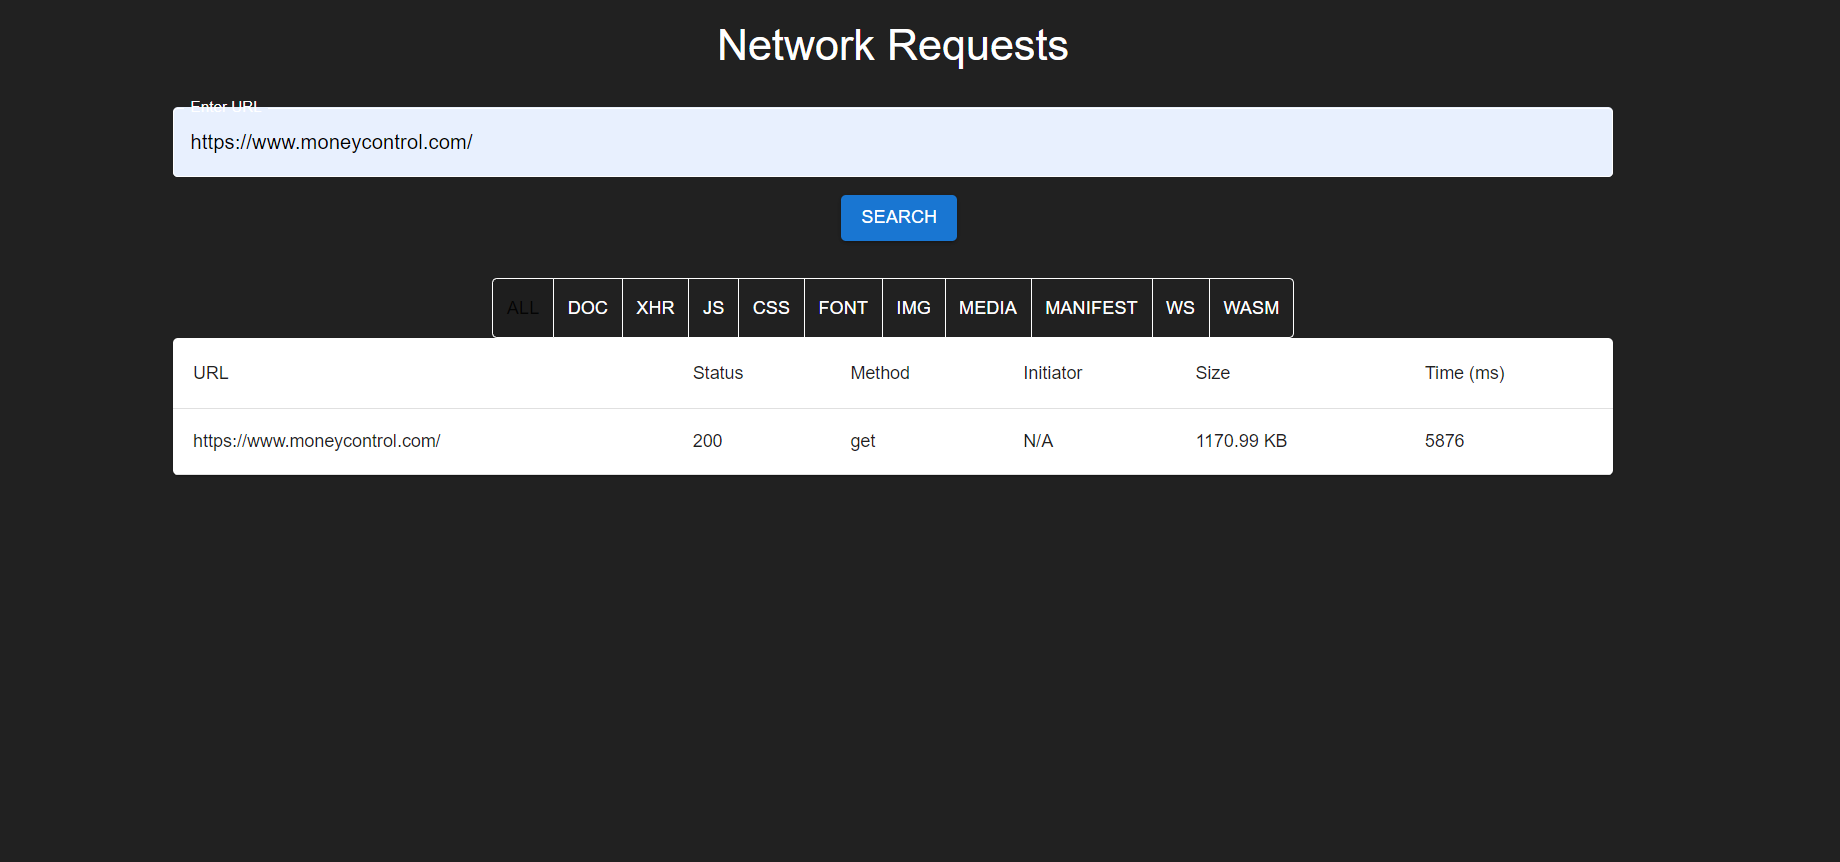 Network Requests
Enter URL
https://www.moneycontrol.com/
SEARCH
ALL DOC XHR JS CSS FONT IMG MEDIA MANIFEST WS WASM
URL Status Method Initiator Size Time (ms)
https://www.moneycontrol.com/ 200 get N/A 1170.99 KB 5876